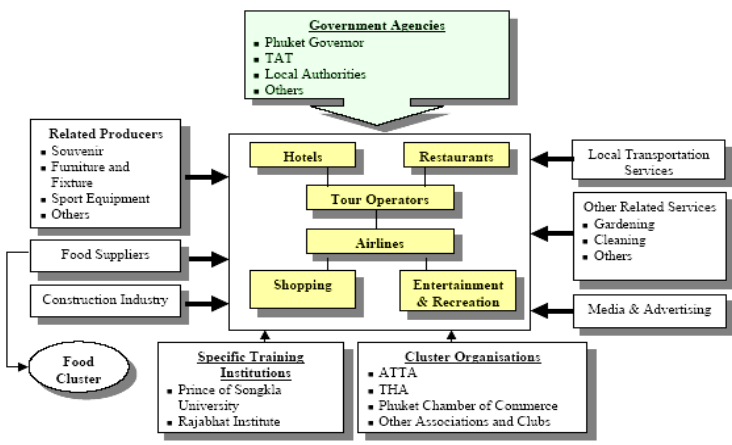 Government Agencies
▪ Phuket Governor
▪ TAT
▪ Local Authorities
▪ Others
Related Producers
▪ Souvenir
▪ Furniture and
Fixture
▪ Sport Equipment
▪ Others
Food Suppliers
Construction Industry
Food
Cluster
Hotels
Restaurants
Tour Operators
Airlines
Shopping
Entertainment
& Recreation
Local Transportation
Services
Other Related Services
▪ Gardening
▪ Cleaning
▪ Others
Media & Advertising
Specific Training
Institutions
▪ Prince of Songkla
University
▪ Rajabhat Institute
Cluster Organisations
▪ ATTA
▪ THA
▪ Phuket Chamber of Commerce
▪ Other Associations and Clubs